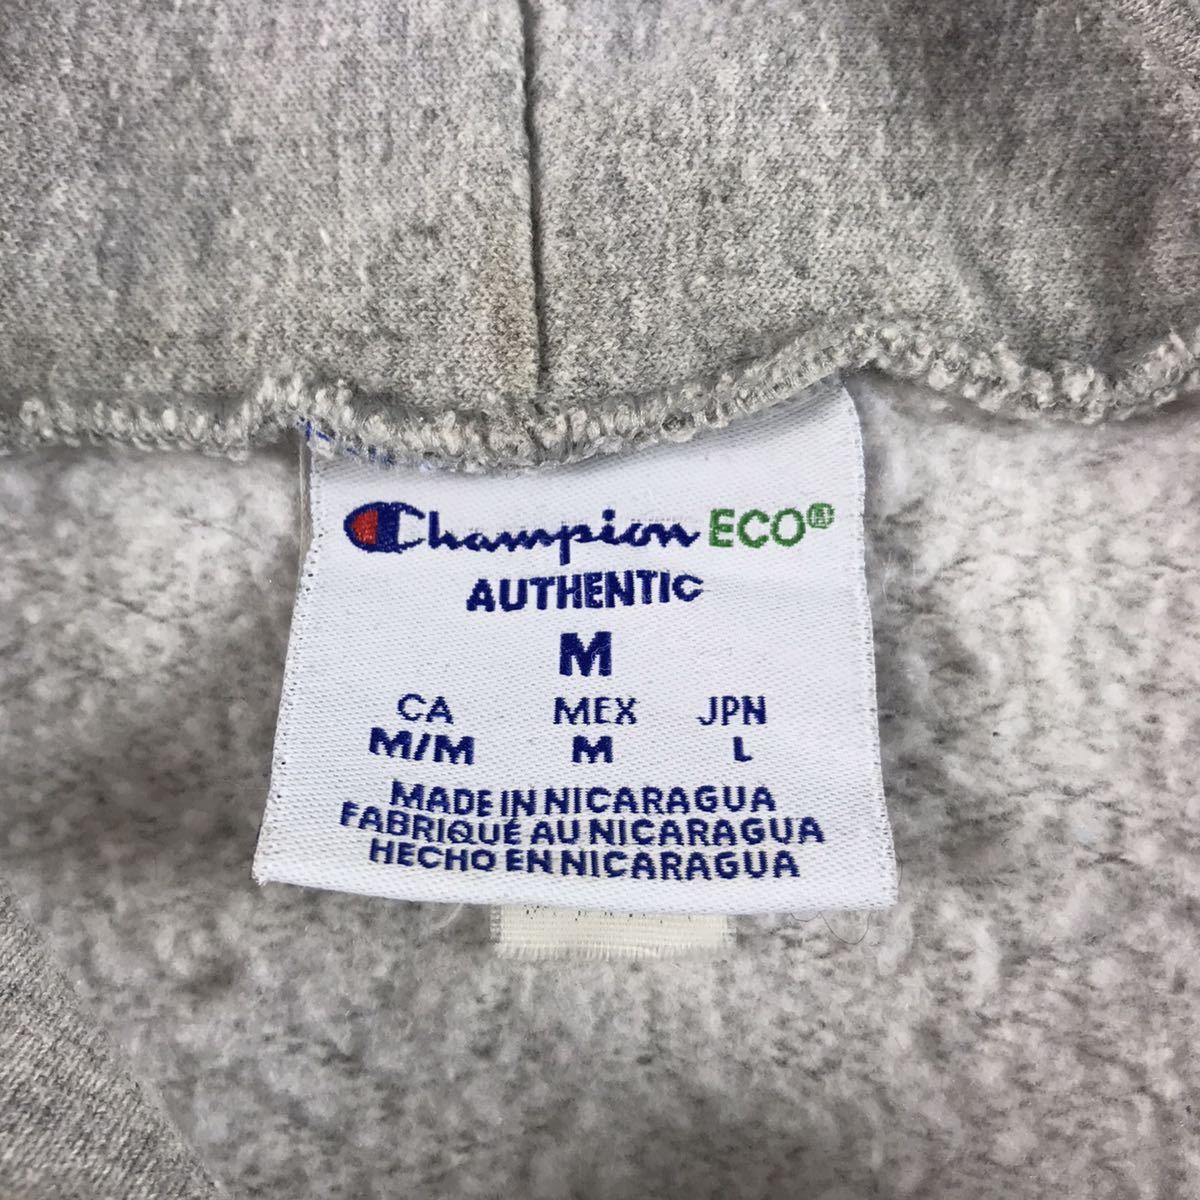 Champion ECO®
AUTHENTIC
M
CA MEX JPN
M/M M L
MADE IN NICARAGUA
FABRIQUÉ AU NICARAGUA
HECHO EN NICARAGUA